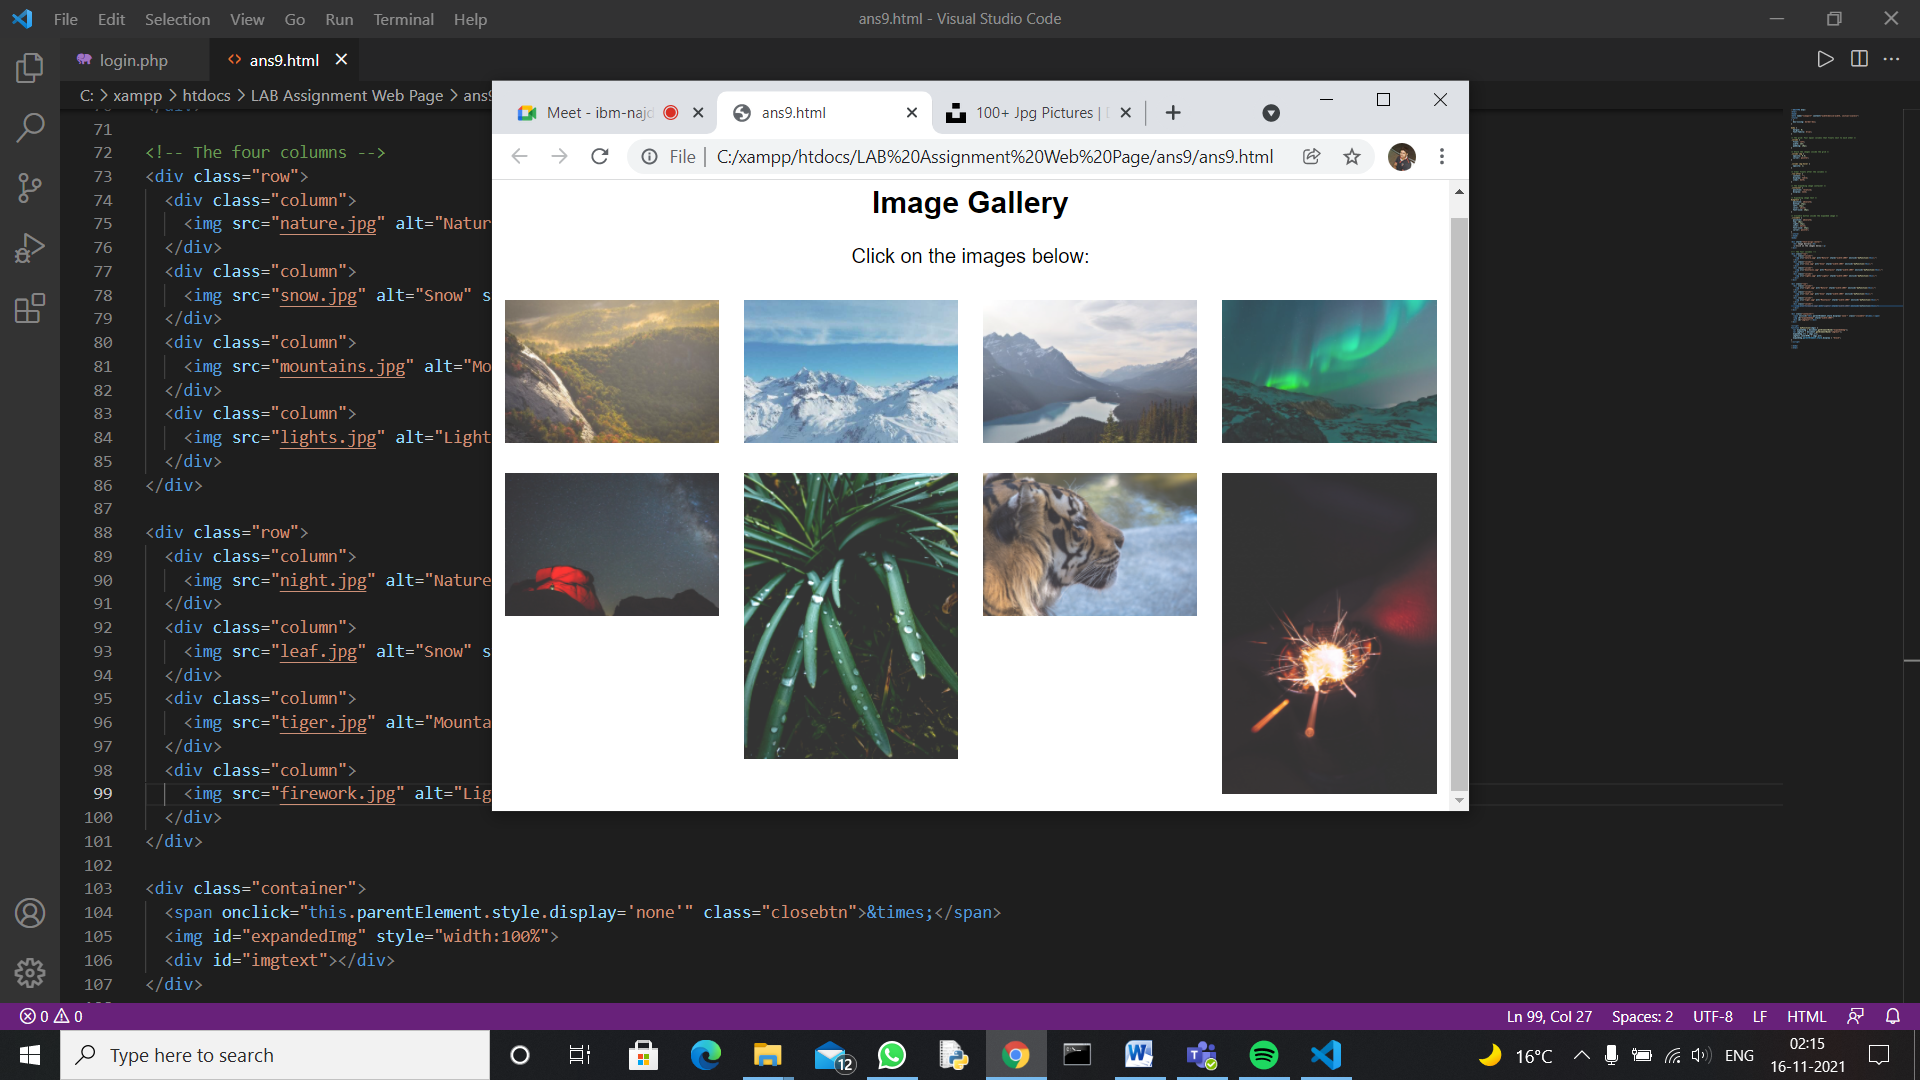 File Edit Selection View Go Run Terminal Help
ans9.html - Visual Studio Code
login.php
ans9.html
C: > xampp > htdocs > LAB Assignment Web Page > ans9
71
72 <!-- The four columns -->
73 <div class="row">
74 <div class="column">
75 <img src="nature.jpg" alt="Natur
76 </div>
77 <div class="column">
78 <img src="snow.jpg" alt="Snow" s
79 </div>
80 <div class="column">
81 <img src="mountains.jpg" alt="Mo
82 </div>
83 <div class="column">
84 <img src="lights.jpg" alt="Light
85 </div>
86 </div>
87
88 <div class="row">
89 <div class="column">
90 <img src="night.jpg" alt="Nature
91 </div>
92 <div class="column">
93 <img src="leaf.jpg" alt="Snow" s
94 </div>
95 <div class="column">
96 <img src="tiger.jpg" alt="Mounta
97 </div>
98 <div class="column">
99 <img src="firework.jpg" alt="Lig
100 </div>
101 </div>
102
103 <div class="container">
104 <span onclick="this.parentElement.style.display='none'" class="closebtn">&times;</span>
105 <img id="expandedImg" style="width:100%">
106 <div id="imgtext"></div>
107 </div>
Meet - ibm-najd
ans9.html
100+ Jpg Pictures |
File | C:/xampp/htdocs/LAB%20Assignment%20Web%20Page/ans9/ans9.html
Image Gallery
Click on the images below:
0 0
Ln 99, Col 27 Spaces: 2 UTF-8 LF HTML
Type here to search
12
16°C
ENG
02:15
16-11-2021